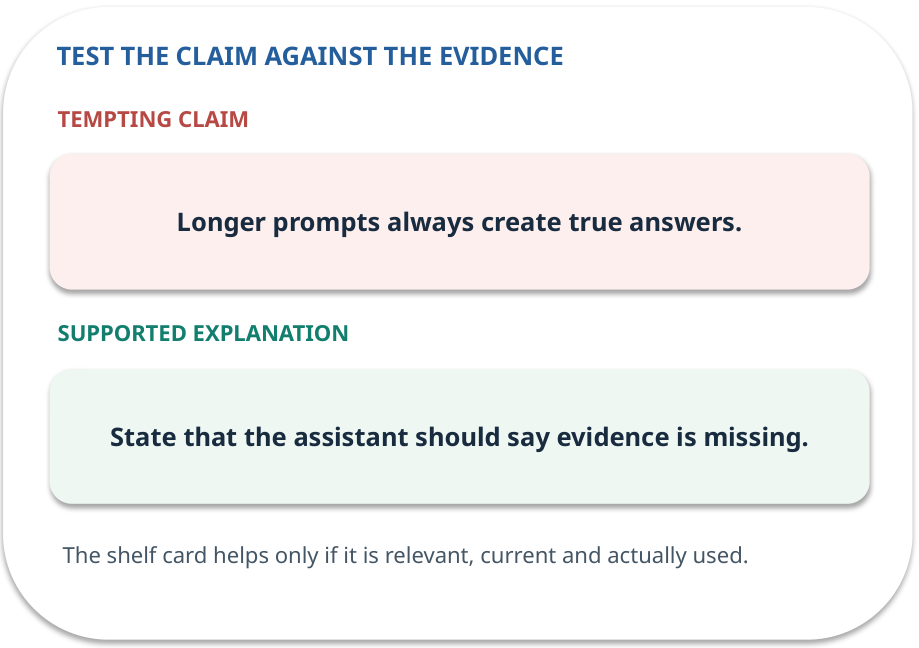 TEST THE CLAIM AGAINST THE EVIDENCE
TEMPTING CLAIM
Longer prompts always create true answers.
SUPPORTED EXPLANATION
State that the assistant should say evidence is missing.
The shelf card helps only if it is relevant, current and actually used.